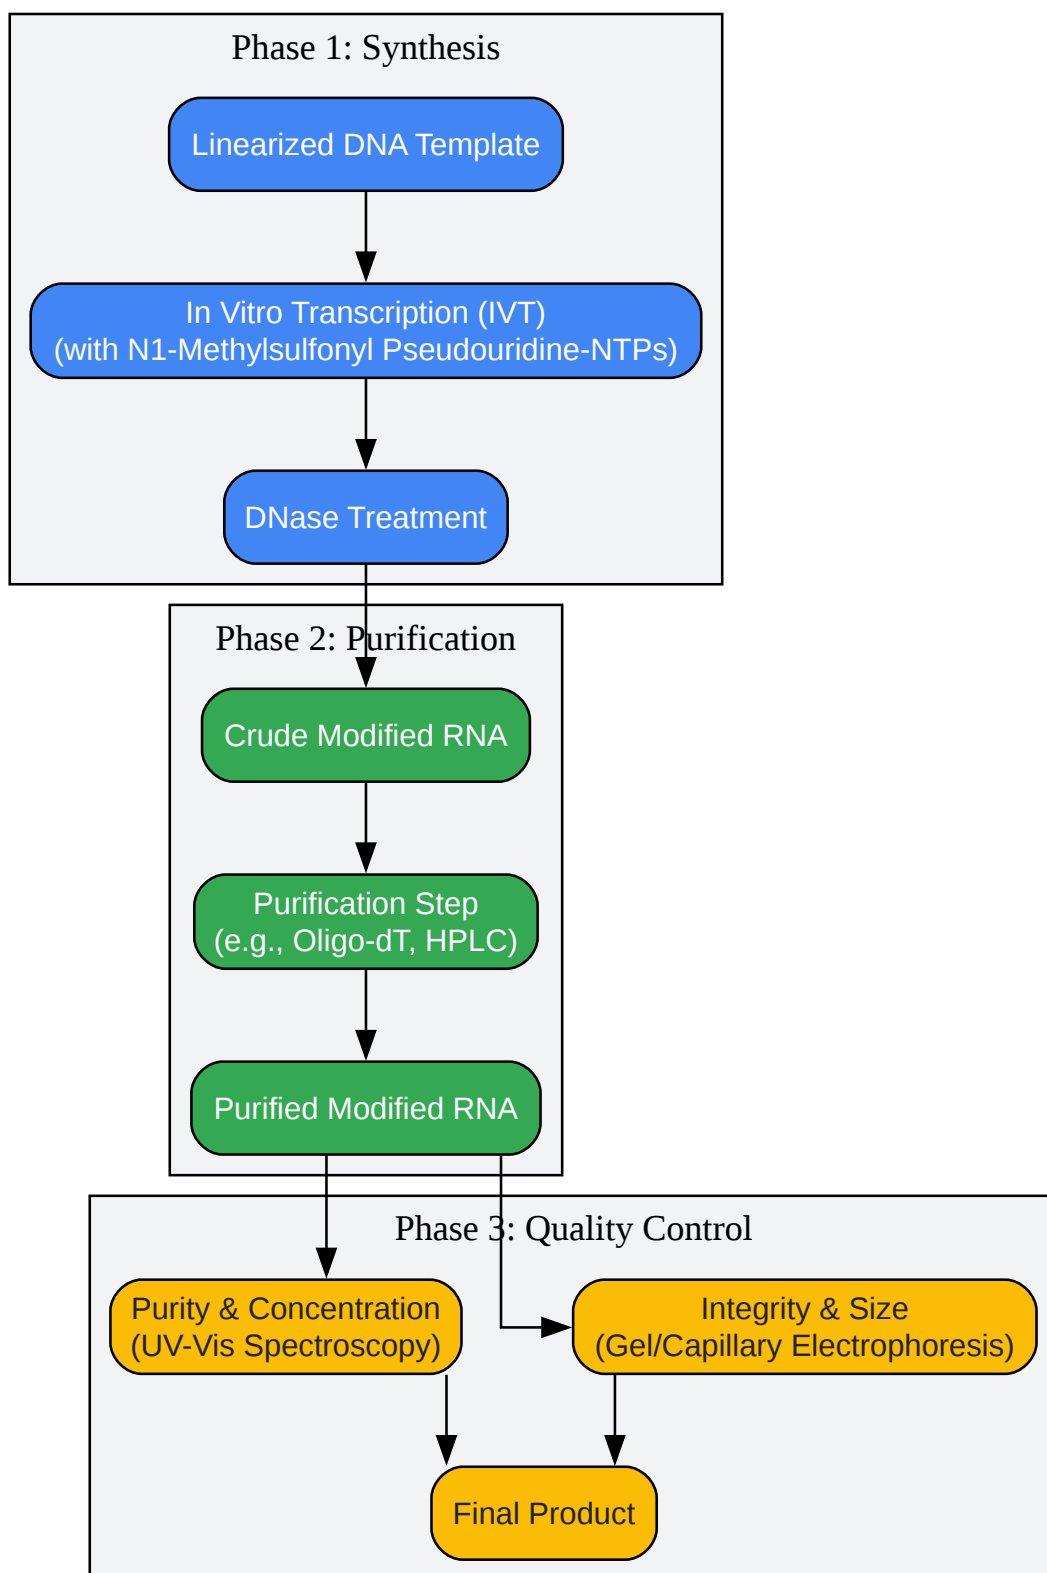 Phase 1: Synthesis
Linearized DNA Template
In Vitro Transcription (IVT)
(with N1-Methylsulfonyl Pseudouridine-NTPs)
DNase Treatment
Phase 2: Purification
Crude Modified RNA
Purification Step
(e.g., Oligo-dT, HPLC)
Purified Modified RNA
Phase 3: Quality Control
Purity & Concentration
(UV-Vis Spectroscopy)
Integrity & Size
(Gel/Capillary Electrophoresis)
Final Product